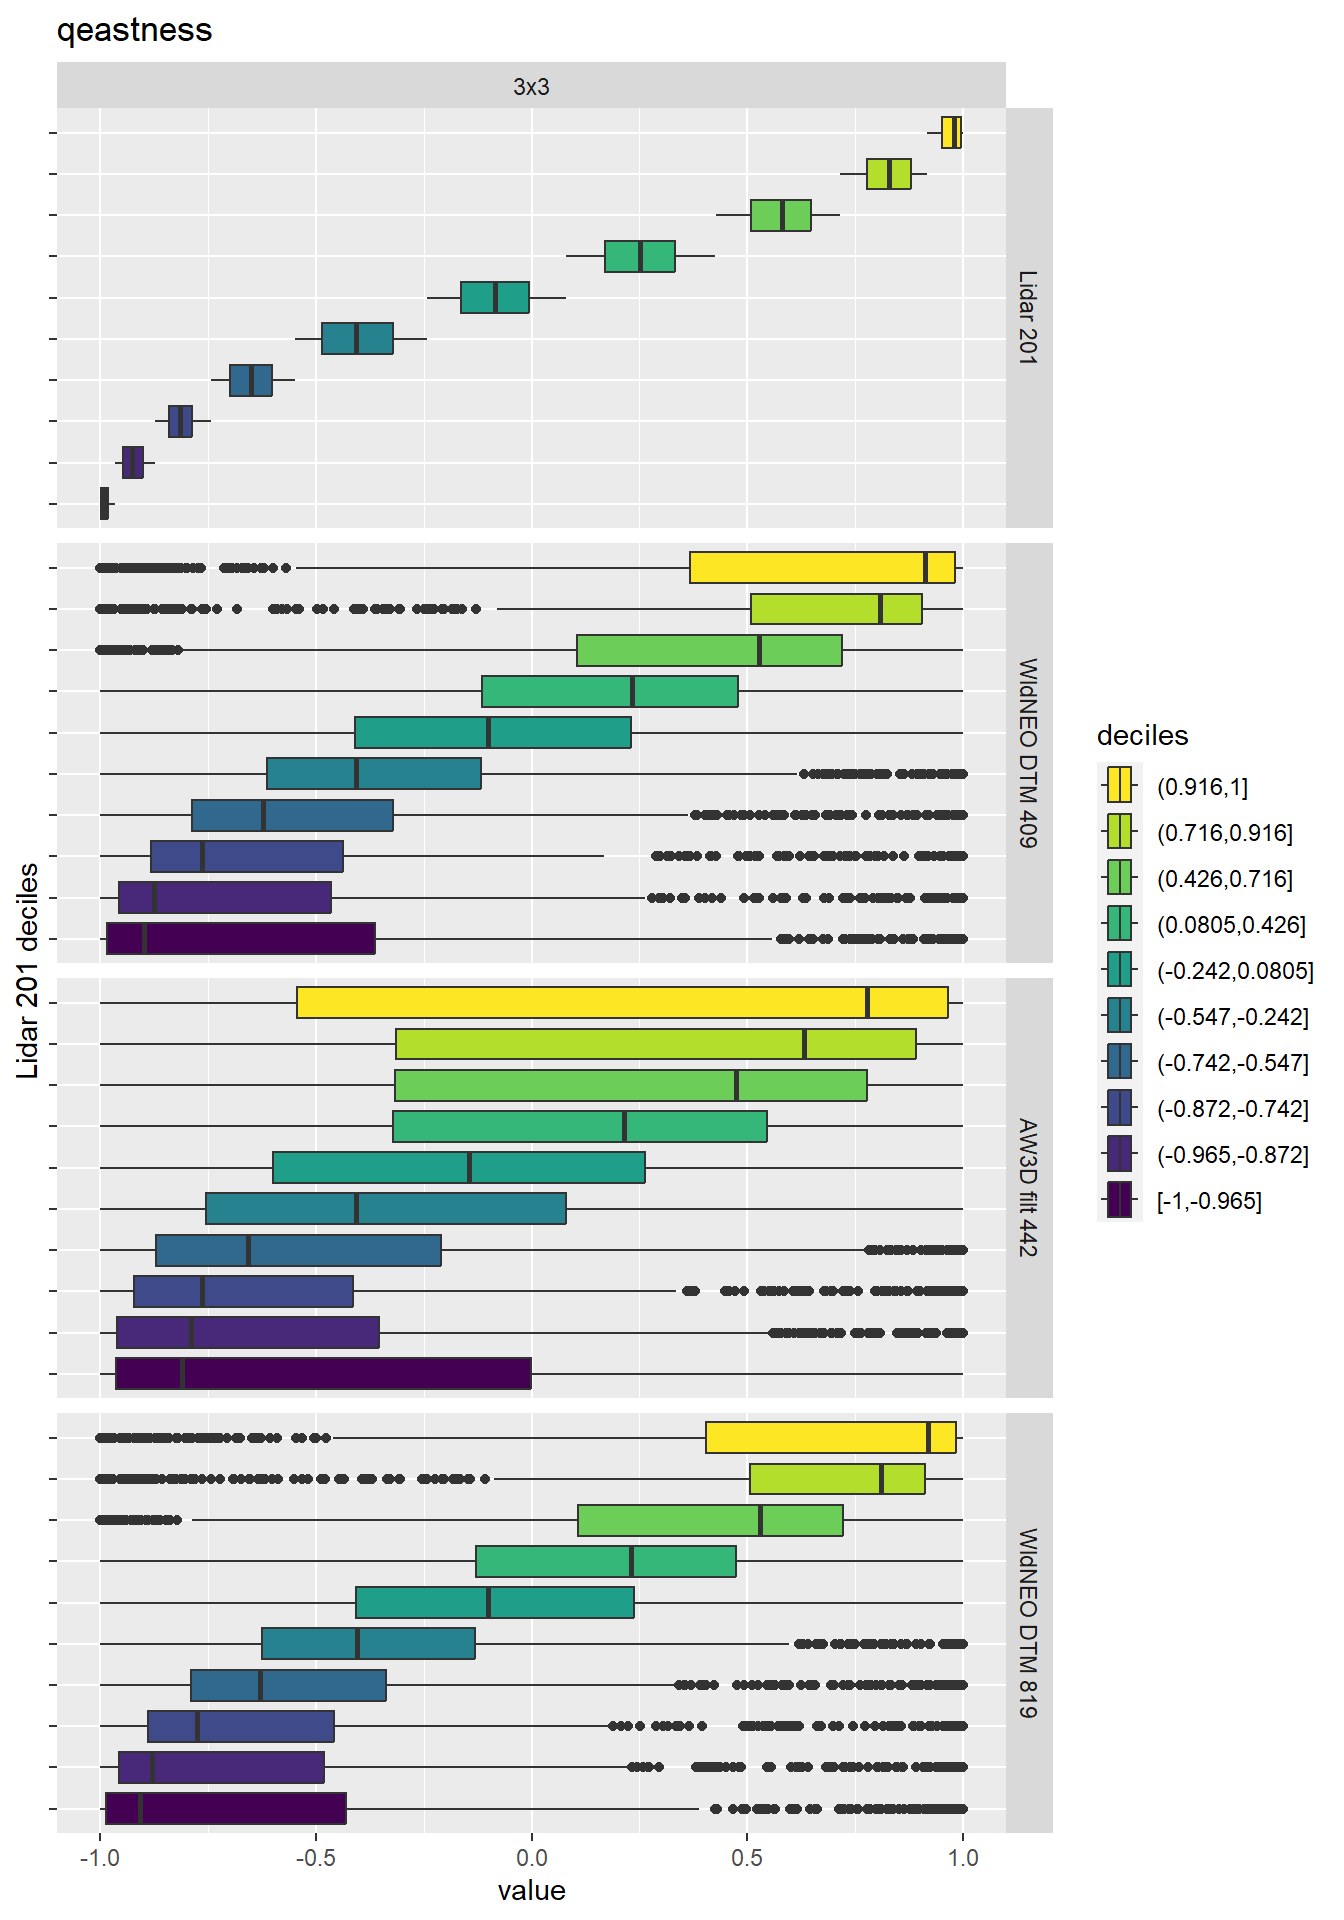 qeastness
3x3
Lidar 201
WldNEO DTM 409
AW3D filt 442
WldNEO DTM 819
Lidar 201 deciles
-1.0
-0.5
0.0
0.5
1.0
value
deciles
(0.916,1]
(0.716,0.916]
(0.426,0.716]
(0.0805,0.426]
(-0.242,0.0805]
(-0.547,-0.242]
(-0.742,-0.547]
(-0.872,-0.742]
(-0.965,-0.872]
[-1,-0.965]